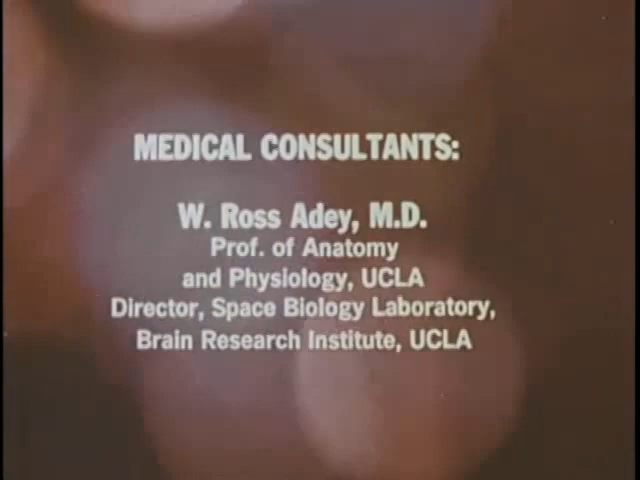 MEDICAL CONSULTANTS:
W. Ross Adey, M.D.
Prof. of Anatomy
and Physiology, UCLA
Director, Space Biology Laboratory,
Brain Research Institute, UCLA